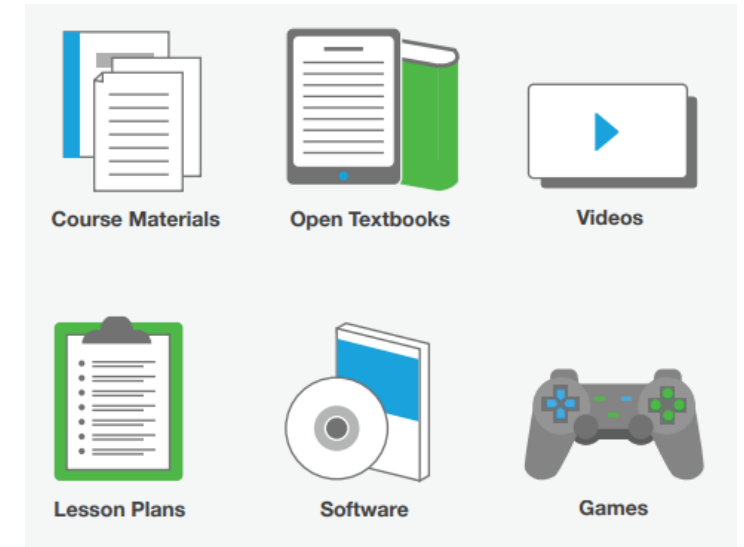 Course Materials
Open Textbooks
Videos
Lesson Plans
Software
Games